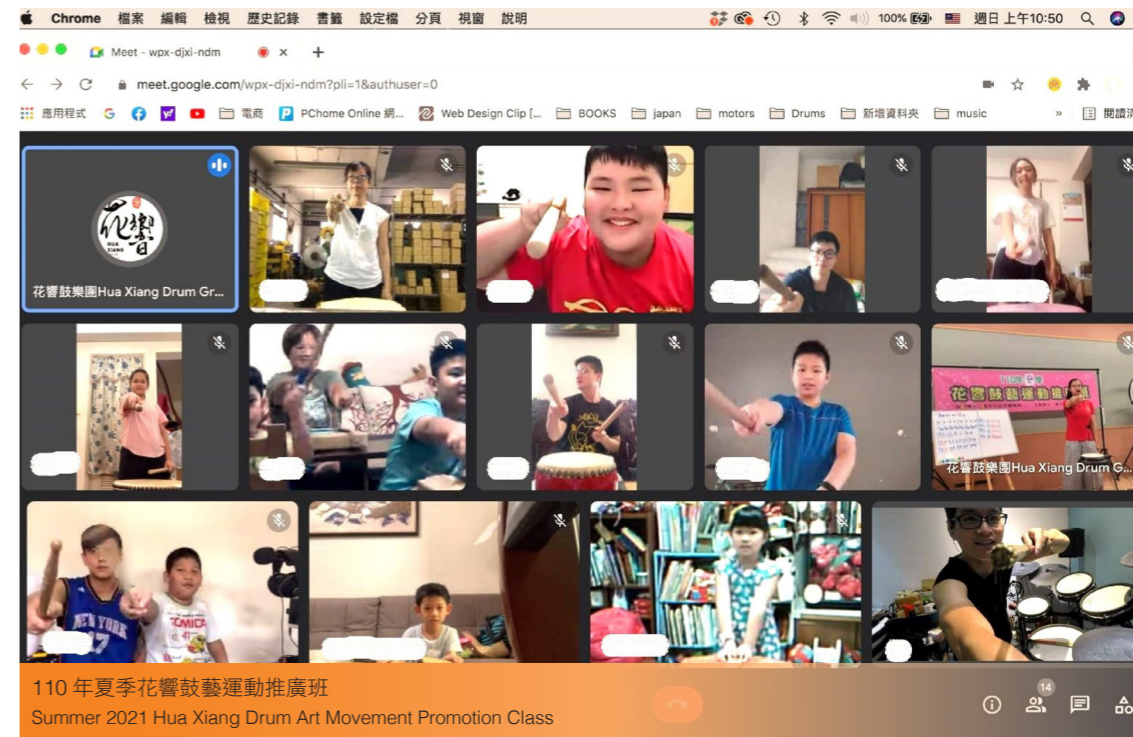 Chrome 檔案 編輯 檢視 歷史記錄 書籤 設定檔 分頁 視窗 說明 100% 週日上午10:50
Meet - wpx-djxi-ndm
meet.google.com/wpx-djxi-ndm?pli=1&authuser=0
應用程式 電商 PChome Online 網... Web Design Clip [... BOOKS japan motors Drums 新增資料夾 music » 閱讀清
花響
HUA
XIANG
花響鼓樂團Hua Xiang Drum Gr...
花響鼓藝運動推
花響鼓樂團Hua Xiang Drum G...
NEW YORK
17
14
110 年夏季花響鼓藝運動推廣班
Summer 2021 Hua Xiang Drum Art Movement Promotion Class